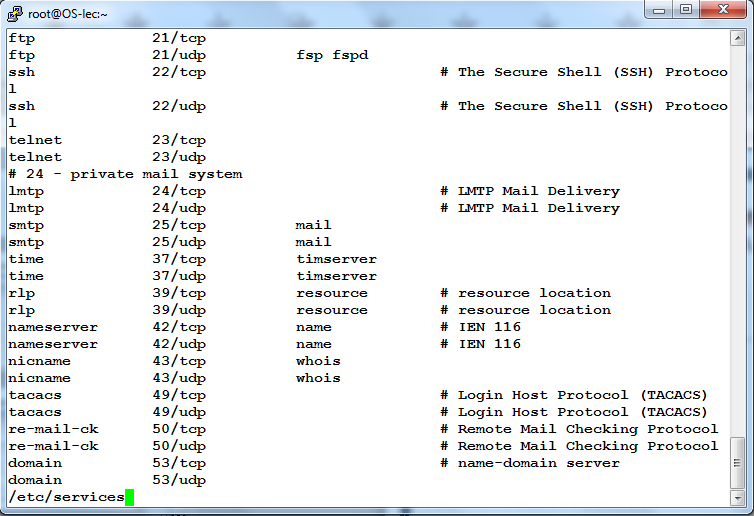 root@OS-lec:~
ftp 21/tcp
ftp 21/udp fsp fspd
ssh 22/tcp # The Secure Shell (SSH) Protoco
l
ssh 22/udp # The Secure Shell (SSH) Protoco
l
telnet 23/tcp
telnet 23/udp
# 24 - private mail system
lmtp 24/tcp # LMTP Mail Delivery
lmtp 24/udp # LMTP Mail Delivery
smtp 25/tcp mail
smtp 25/udp mail
time 37/tcp timserver
time 37/udp timserver
rlp 39/tcp resource # resource location
rlp 39/udp resource # resource location
nameserver 42/tcp name # IEN 116
nameserver 42/udp name # IEN 116
nicname 43/tcp whois
nicname 43/udp whois
tacacs 49/tcp # Login Host Protocol (TACACS)
tacacs 49/udp # Login Host Protocol (TACACS)
re-mail-ck 50/tcp # Remote Mail Checking Protocol
re-mail-ck 50/udp # Remote Mail Checking Protocol
domain 53/tcp # name-domain server
domain 53/udp
/etc/services